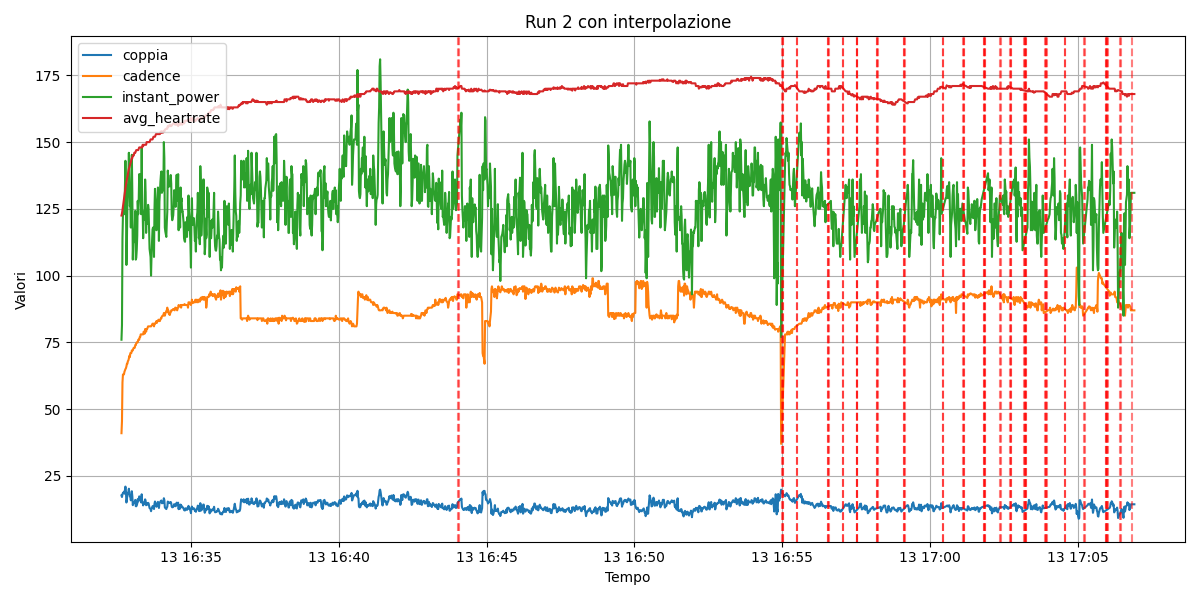 Run 2 con interpolazione
coppia
cadence
instant_power
avg_heartrate
Valori
175
150
125
100
75
50
25
13 16:35
13 16:40
13 16:45
13 16:50
13 16:55
13 17:00
13 17:05
Tempo